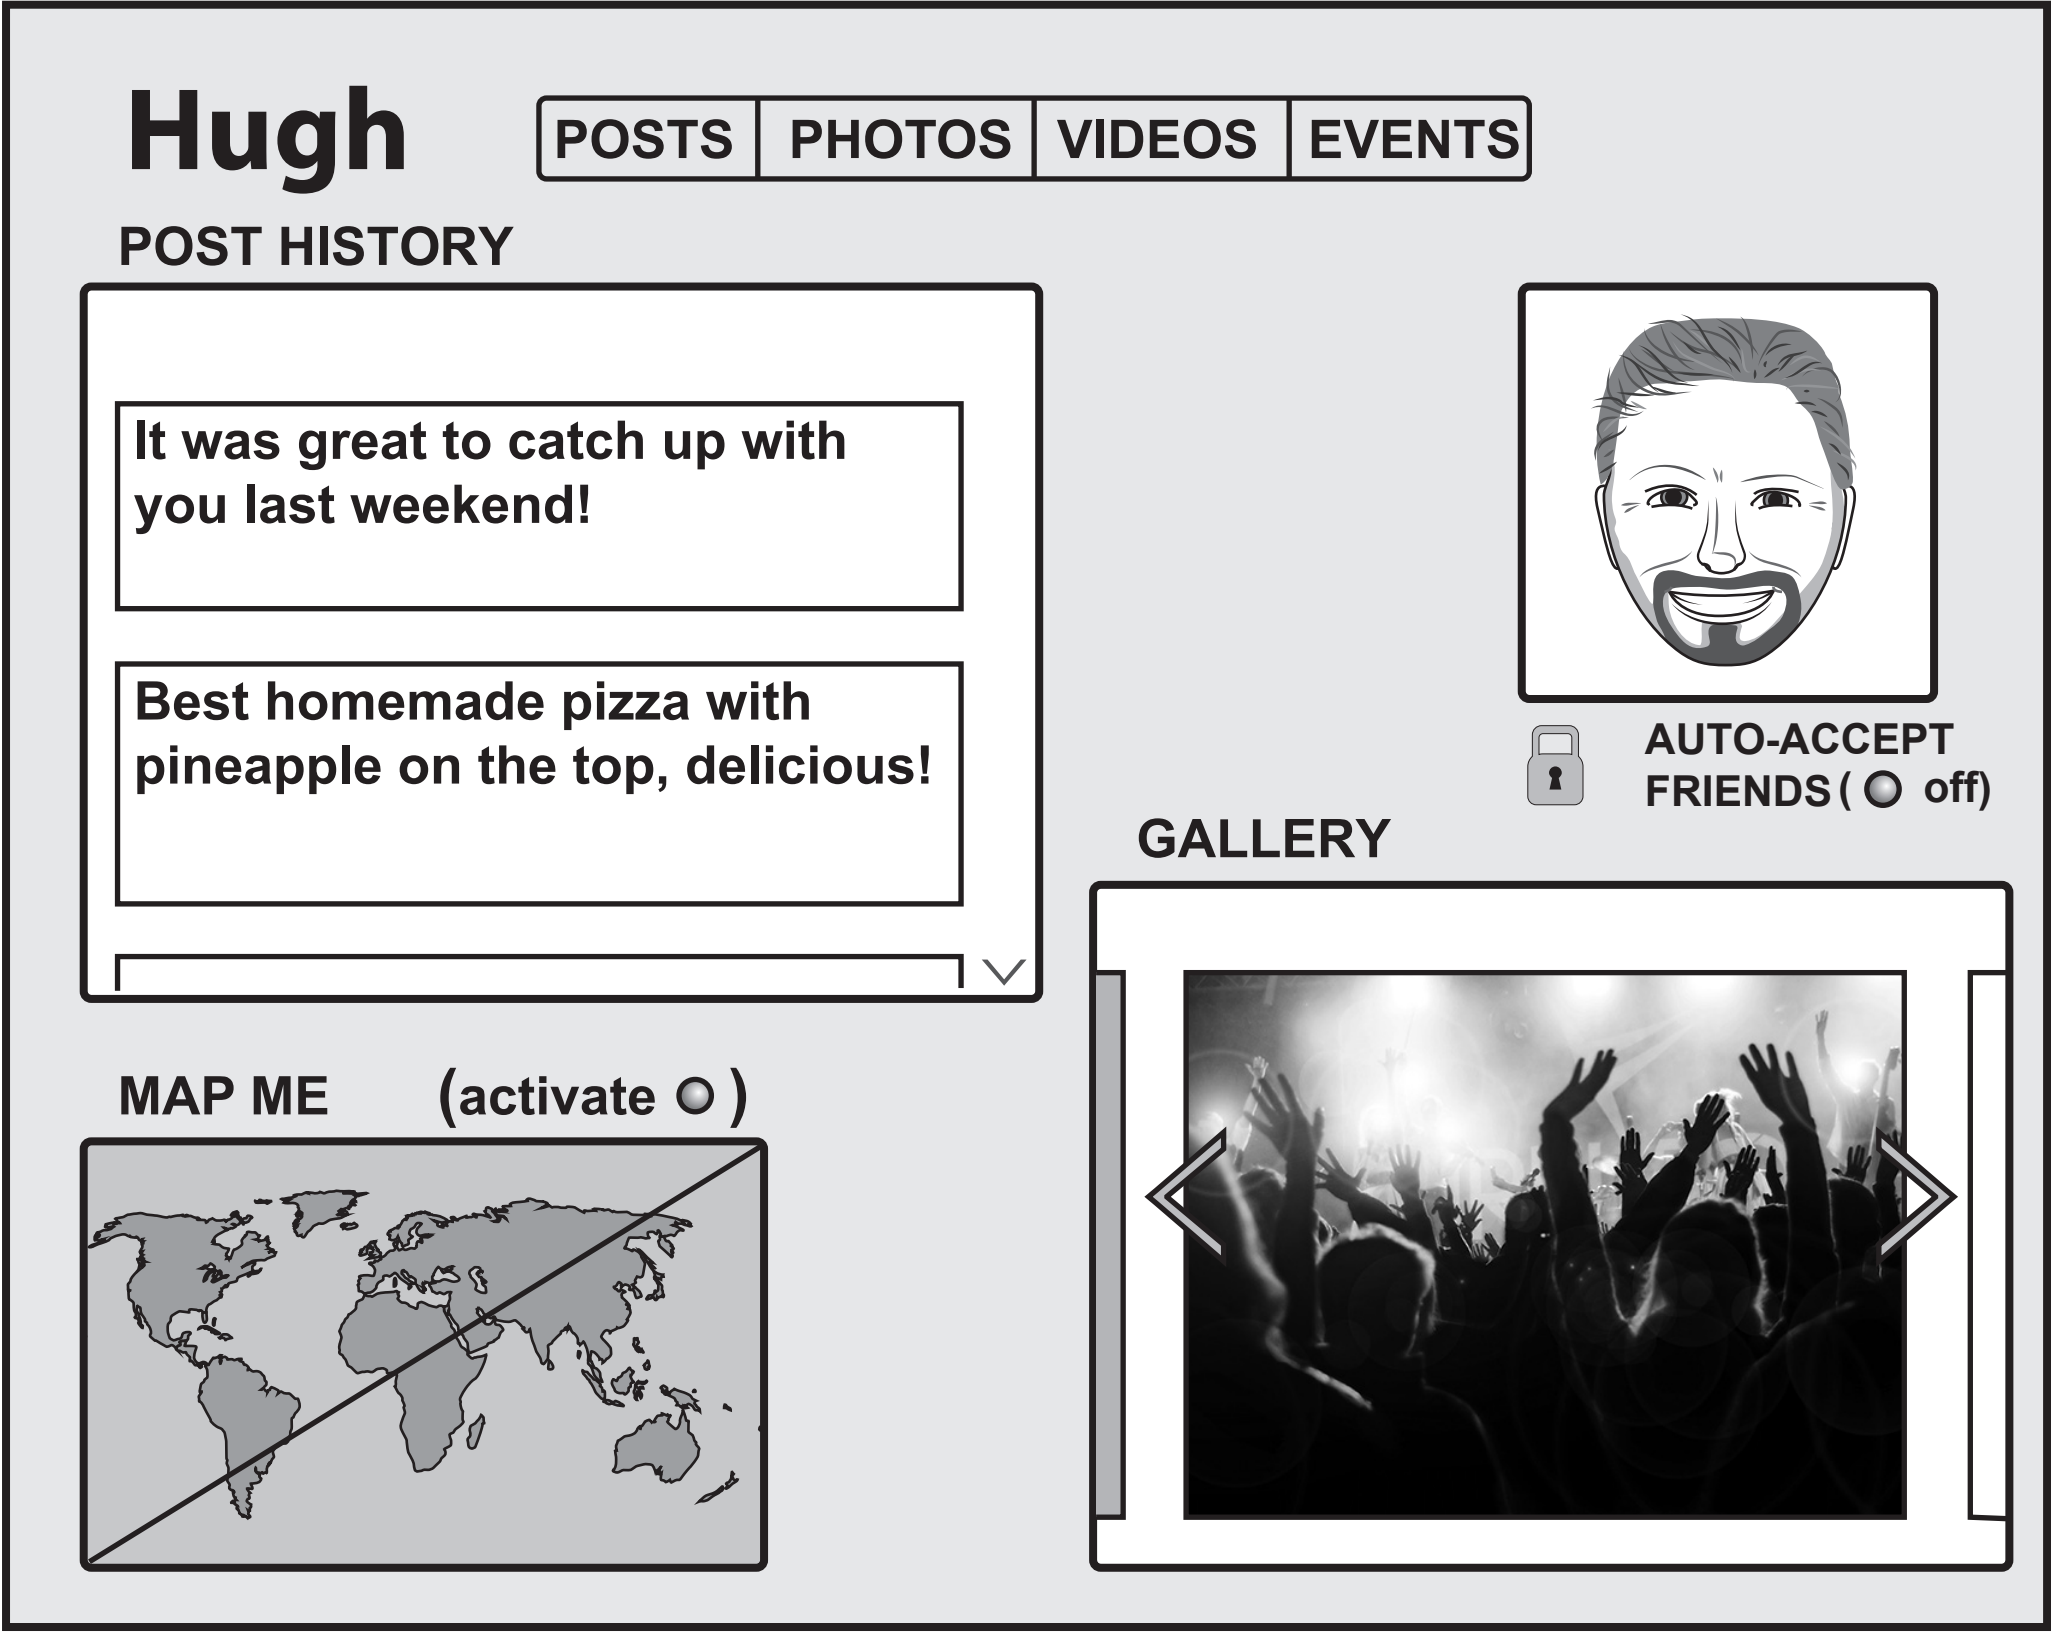 Hugh
POSTS PHOTOS VIDEOS EVENTS
POST HISTORY
It was great to catch up with
you last weekend!
Best homemade pizza with
pineapple on the top, delicious!
AUTO-ACCEPT
FRIENDS ( off)
GALLERY
MAP ME (activate )